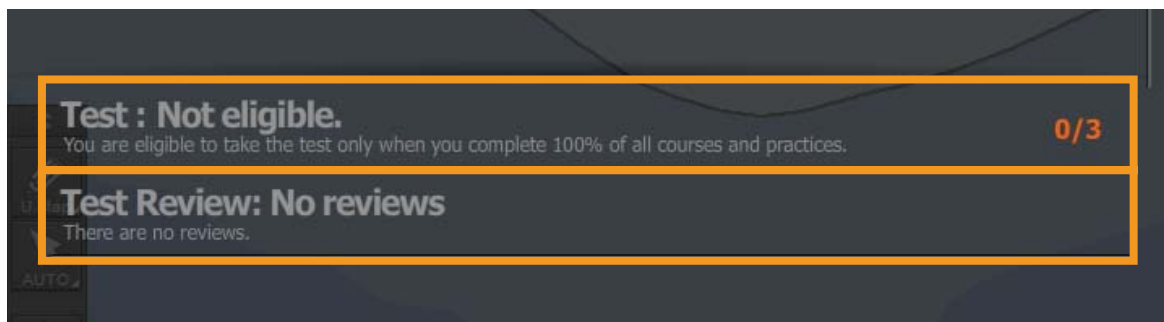 Test : Not eligible.
You are eligible to take the test only when you complete 100% of all courses and practices.
0/3
Test Review: No reviews
There are no reviews.
AUTO